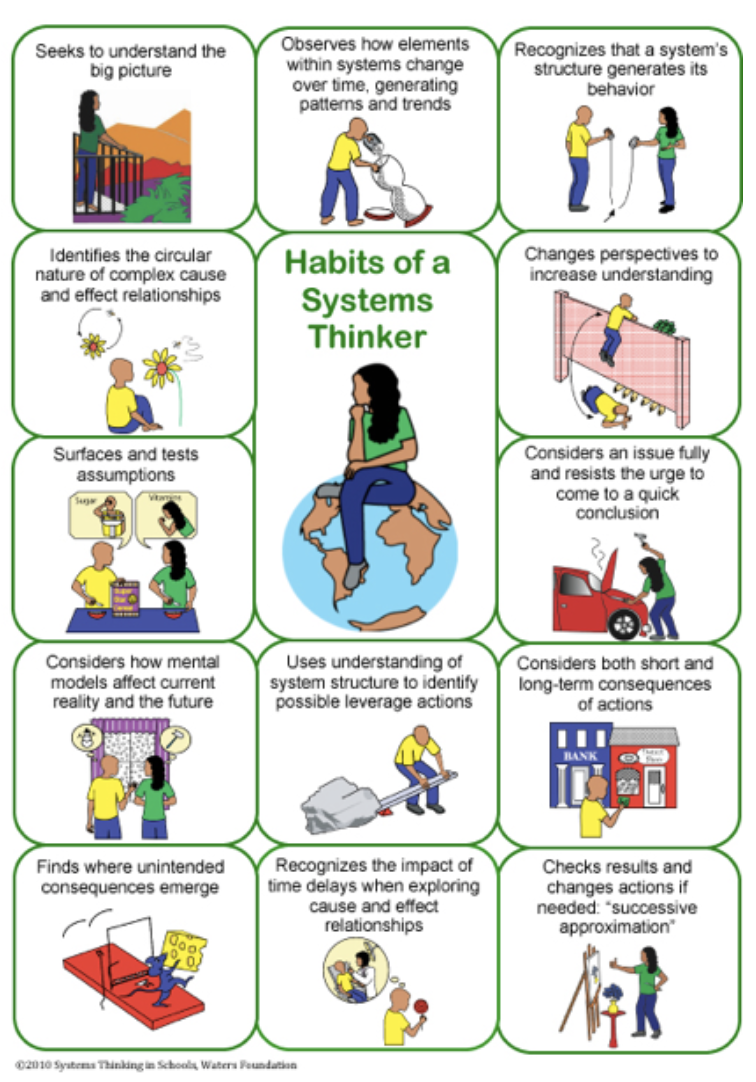 Seeks to understand the
big picture
Observes how elements
within systems change
over time, generating
patterns and trends
Recognizes that a system's
structure generates its
behavior
Identifies the circular
nature of complex cause
and effect relationships
Habits of a
Systems
Thinker
Changes perspectives to
increase understanding
Surfaces and tests
assumptions
Sugar
Vitamins
Considers an issue fully
and resists the urge to
come to a quick
conclusion
Considers how mental
models affect current
reality and the future
Uses understanding of
system structure to identify
possible leverage actions
Considers both short and
long-term consequences
of actions
BANK
Finds where unintended
consequences emerge
Recognizes the impact of
time delays when exploring
cause and effect
relationships
Checks results and
changes actions if
needed: “successive
approximation”
©2010 Systems Thinking in Schools, Waters Foundation